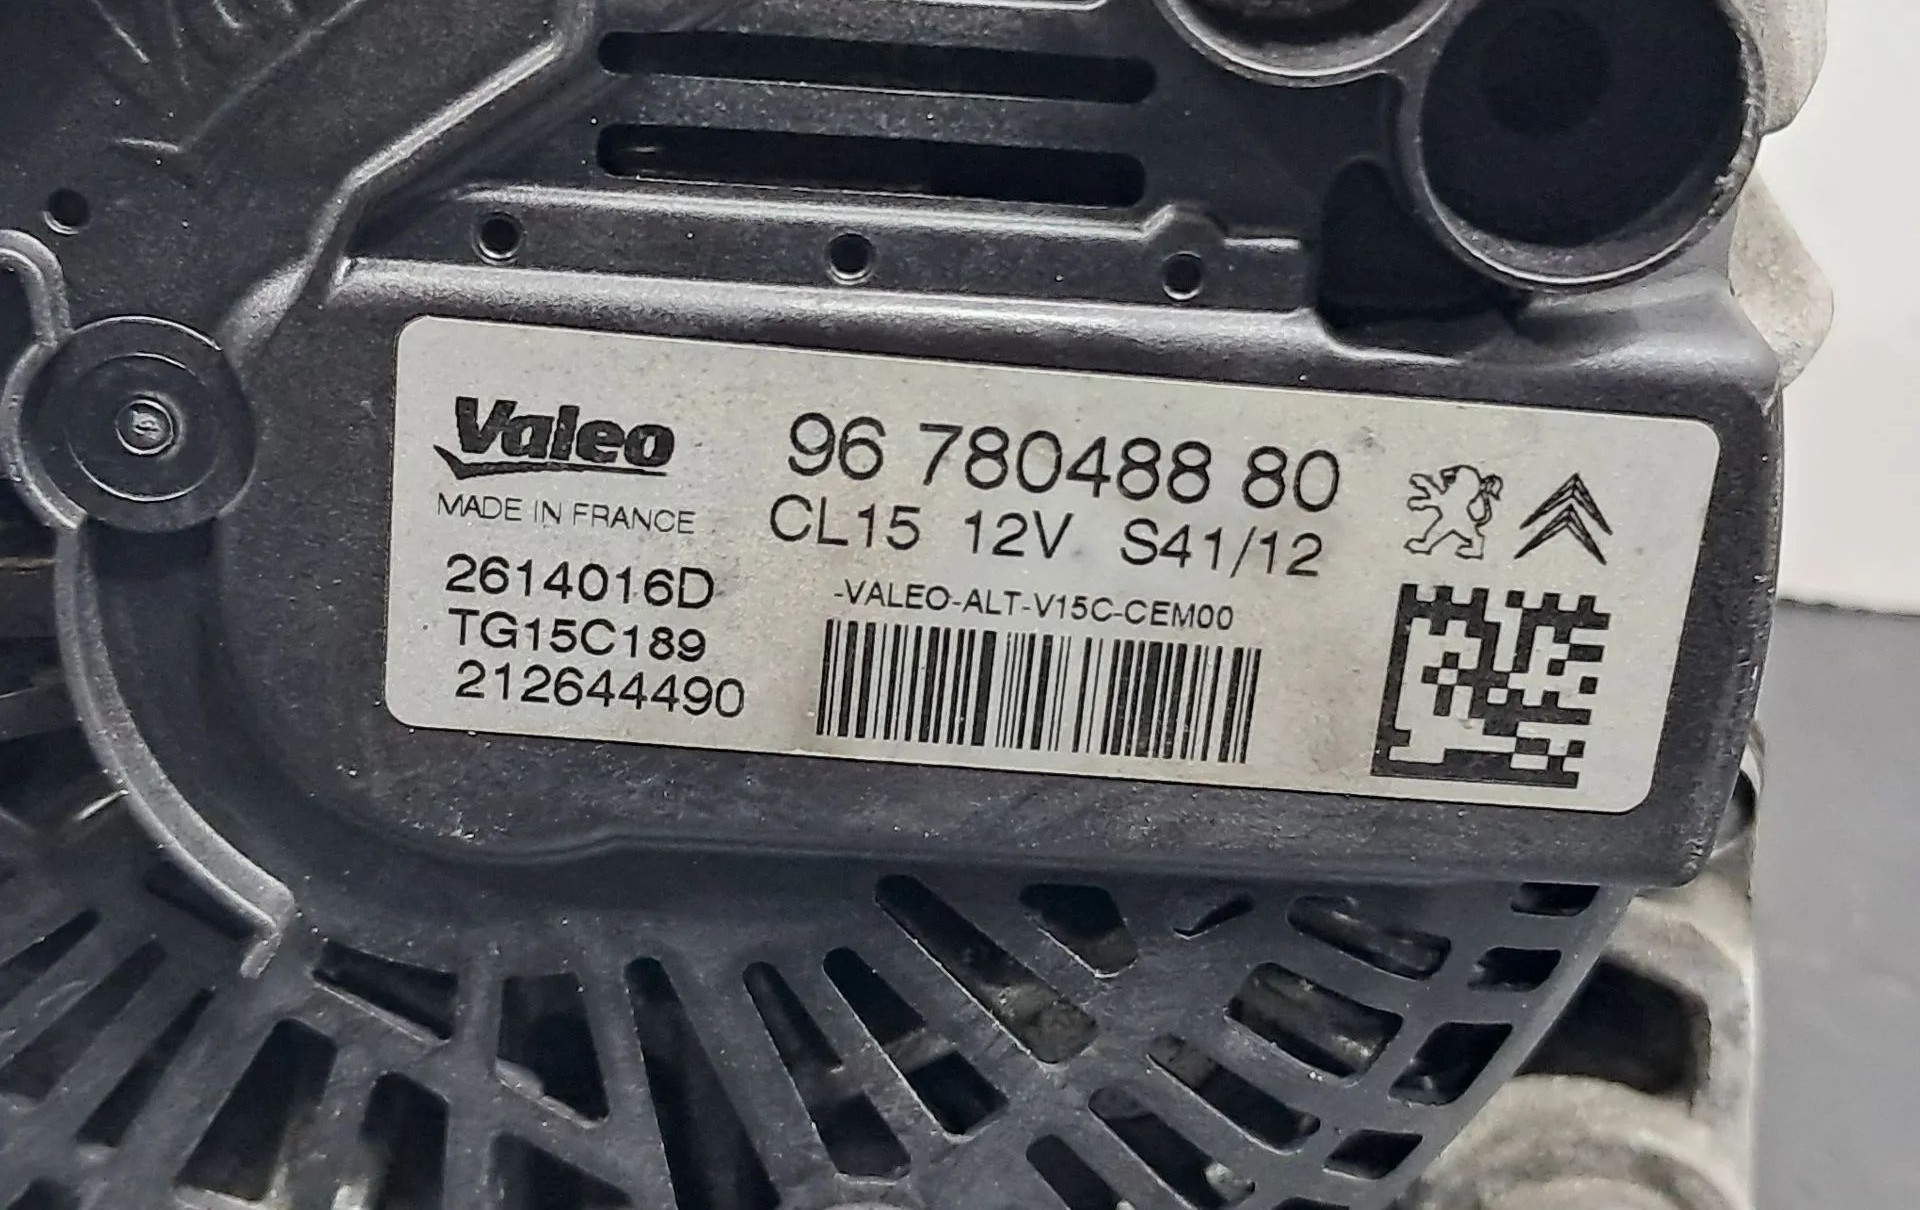 Valeo
MADE IN FRANCE
2614016D
TG15C189
212644490
96 780488 80
CL15 12V S41/12
-VALEO-ALT-V15C-CEM00